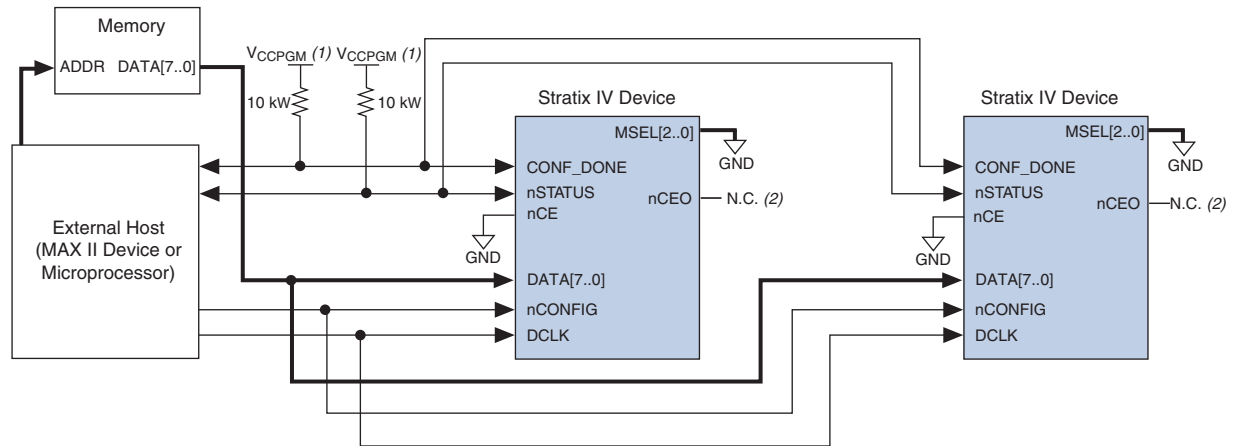 Memory
ADDR DATA[7..0]
VCCPGM (1) VCCPGM (1)
10 kW 10 kW
Stratix IV Device
MSEL[2..0]
GND
CONF_DONE
nSTATUS
nCE
nCEO
N.C. (2)
GND
DATA[7..0]
nCONFIG
DCLK
External Host
(MAX II Device or
Microprocessor)
Stratix IV Device
MSEL[2..0]
GND
CONF_DONE
nSTATUS
nCE
nCEO
N.C. (2)
GND
DATA[7..0]
nCONFIG
DCLK